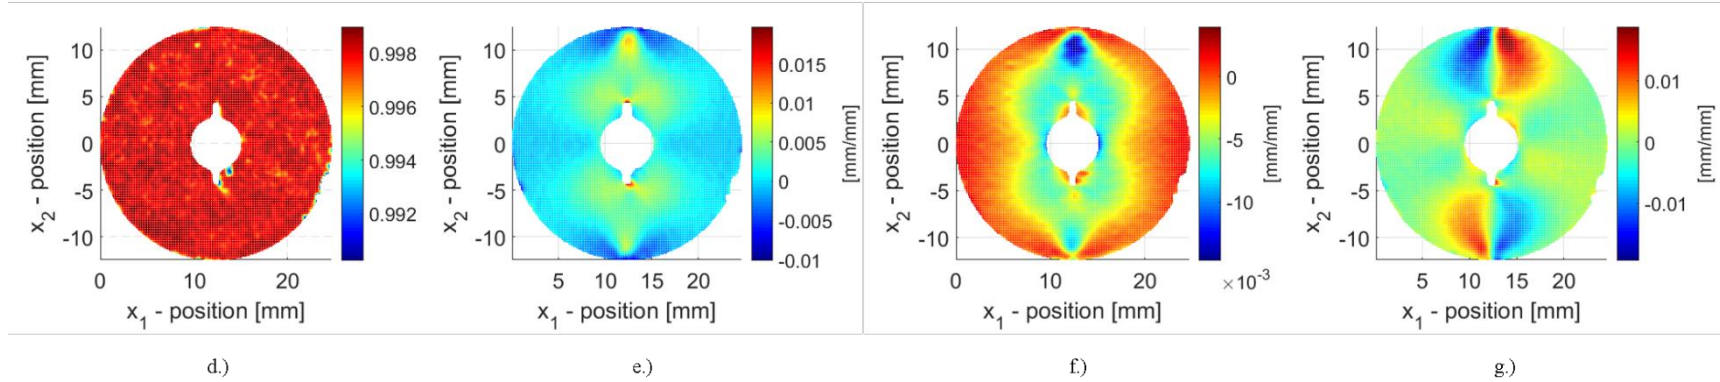 10
5
0
-5
-10
0 10 20
x1 - position [mm]
x2 - position [mm]
0.998
0.996
0.994
0.992
d.)
10
5
0
-5
-10
5 10 15 20
x1 - position [mm]
x2 - position [mm]
0.015
0.01
0.005
0
-0.005
-0.01
[mm/mm]
e.)
10
5
0
-5
-10
0 10 20
x1 - position [mm]
x2 - position [mm]
0
-5
-10
×10-3
[mm/mm]
f.)
10
5
0
-5
-10
5 10 15 20
x1 - position [mm]
x2 - position [mm]
0.01
0
-0.01
[mm/mm]
g.)